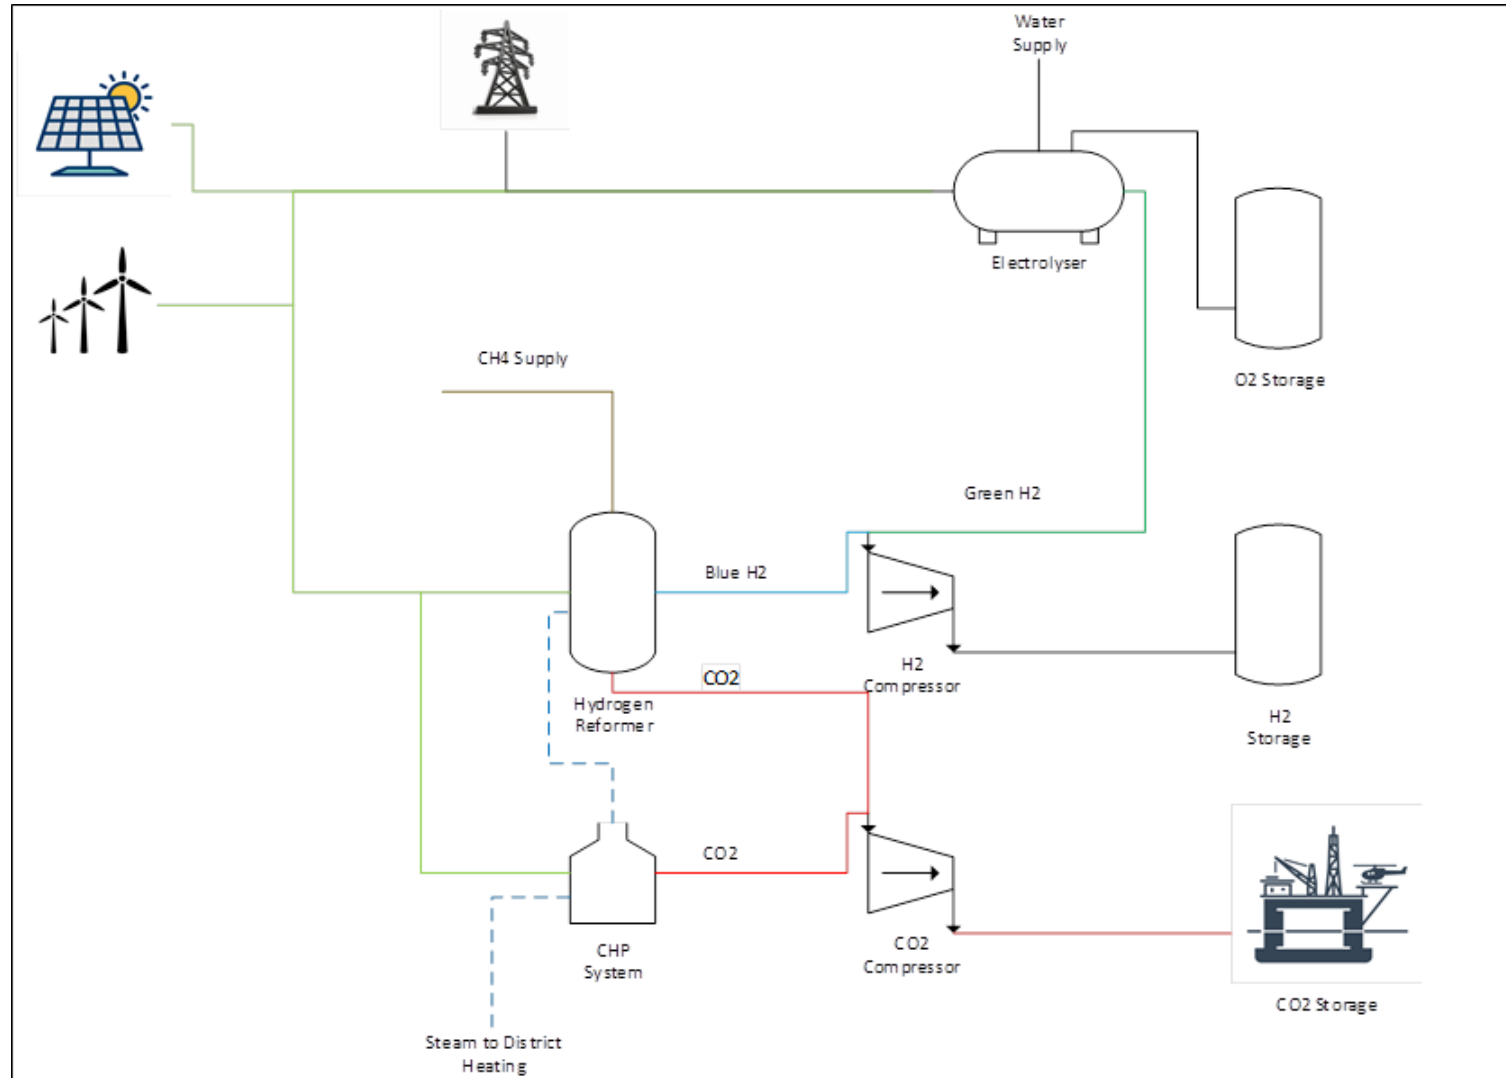 Water
Supply
Electrolyser
CH4 Supply
O2 Storage
Green H2
Blue H2
H2
Compressor
CO2
Hydrogen
Reformer
H2
Storage
CO2
CHP
System
CO2
Compressor
CO2 Storage
Steam to District
Heating